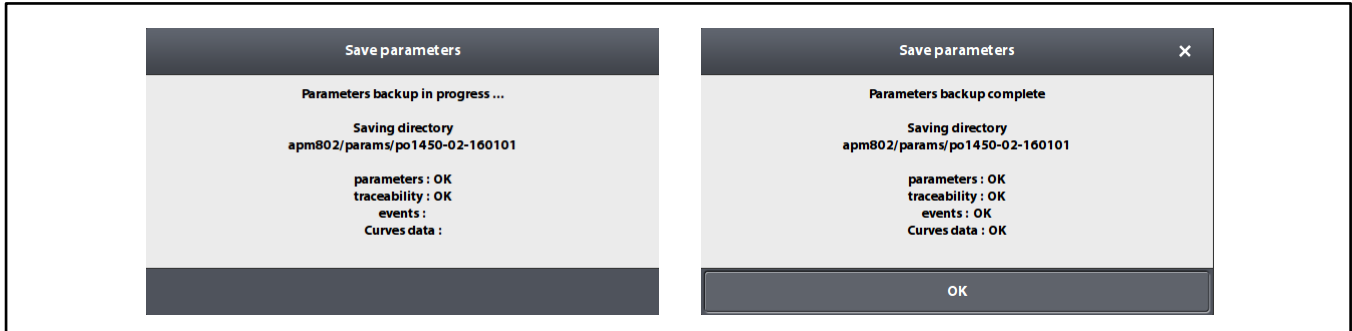 Save parameters
Parameters backup in progress ...
Saving directory
apm802/params/po1450-02-160101
parameters : OK
traceability : OK
events :
Curves data :
Save parameters ×
Parameters backup complete
Saving directory
apm802/params/po1450-02-160101
parameters : OK
traceability : OK
events : OK
Curves data : OK
OK